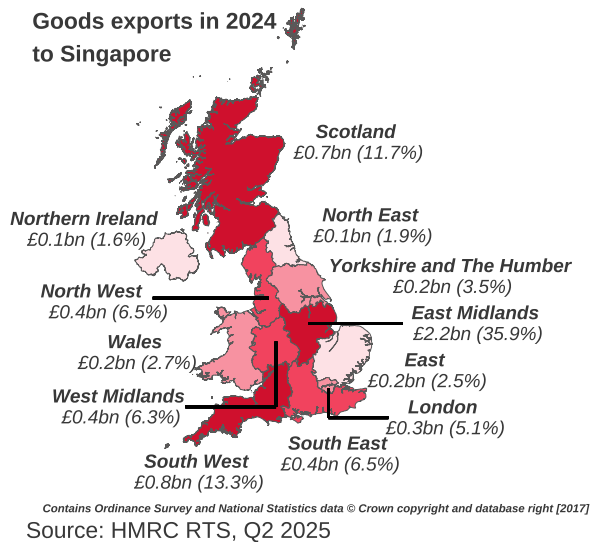 Goods exports in 2024
to Singapore
Scotland
£0.7bn (11.7%)
Northern Ireland
£0.1bn (1.6%)
North East
£0.1bn (1.9%)
Yorkshire and The Humber
£0.2bn (3.5%)
North West
£0.4bn (6.5%)
East Midlands
£2.2bn (35.9%)
Wales
£0.2bn (2.7%)
East
£0.2bn (2.5%)
West Midlands
£0.4bn (6.3%)
London
£0.3bn (5.1%)
South East
£0.4bn (6.5%)
South West
£0.8bn (13.3%)
Contains Ordinance Survey and National Statistics data © Crown copyright and database right [2017]
Source: HMRC RTS, Q2 2025